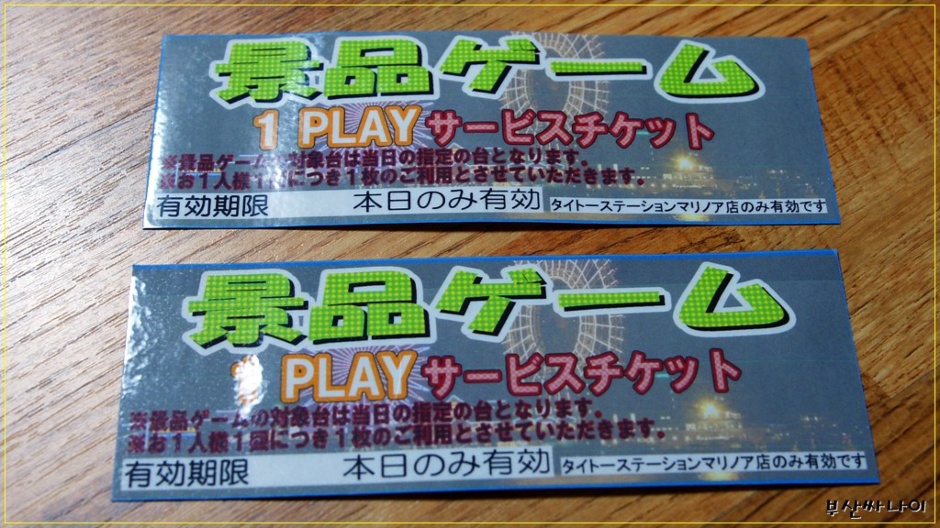 景品ゲーム
1 PLAY サービスチケット
※景品ゲームの対象台は当日の指定の台となります。
※お1人様1回につき1枚のご利用とさせていただきます。
有効期限 本日のみ有効 タイトーステーションマリノア店のみ有効です
景品ゲーム
1 PLAY サービスチケット
※景品ゲームの対象台は当日の指定の台となります。
※お1人様1回につき1枚のご利用とさせていただきます。
有効期限 本日のみ有効 タイトーステーションマリノア店のみ有効です
부산싸나이